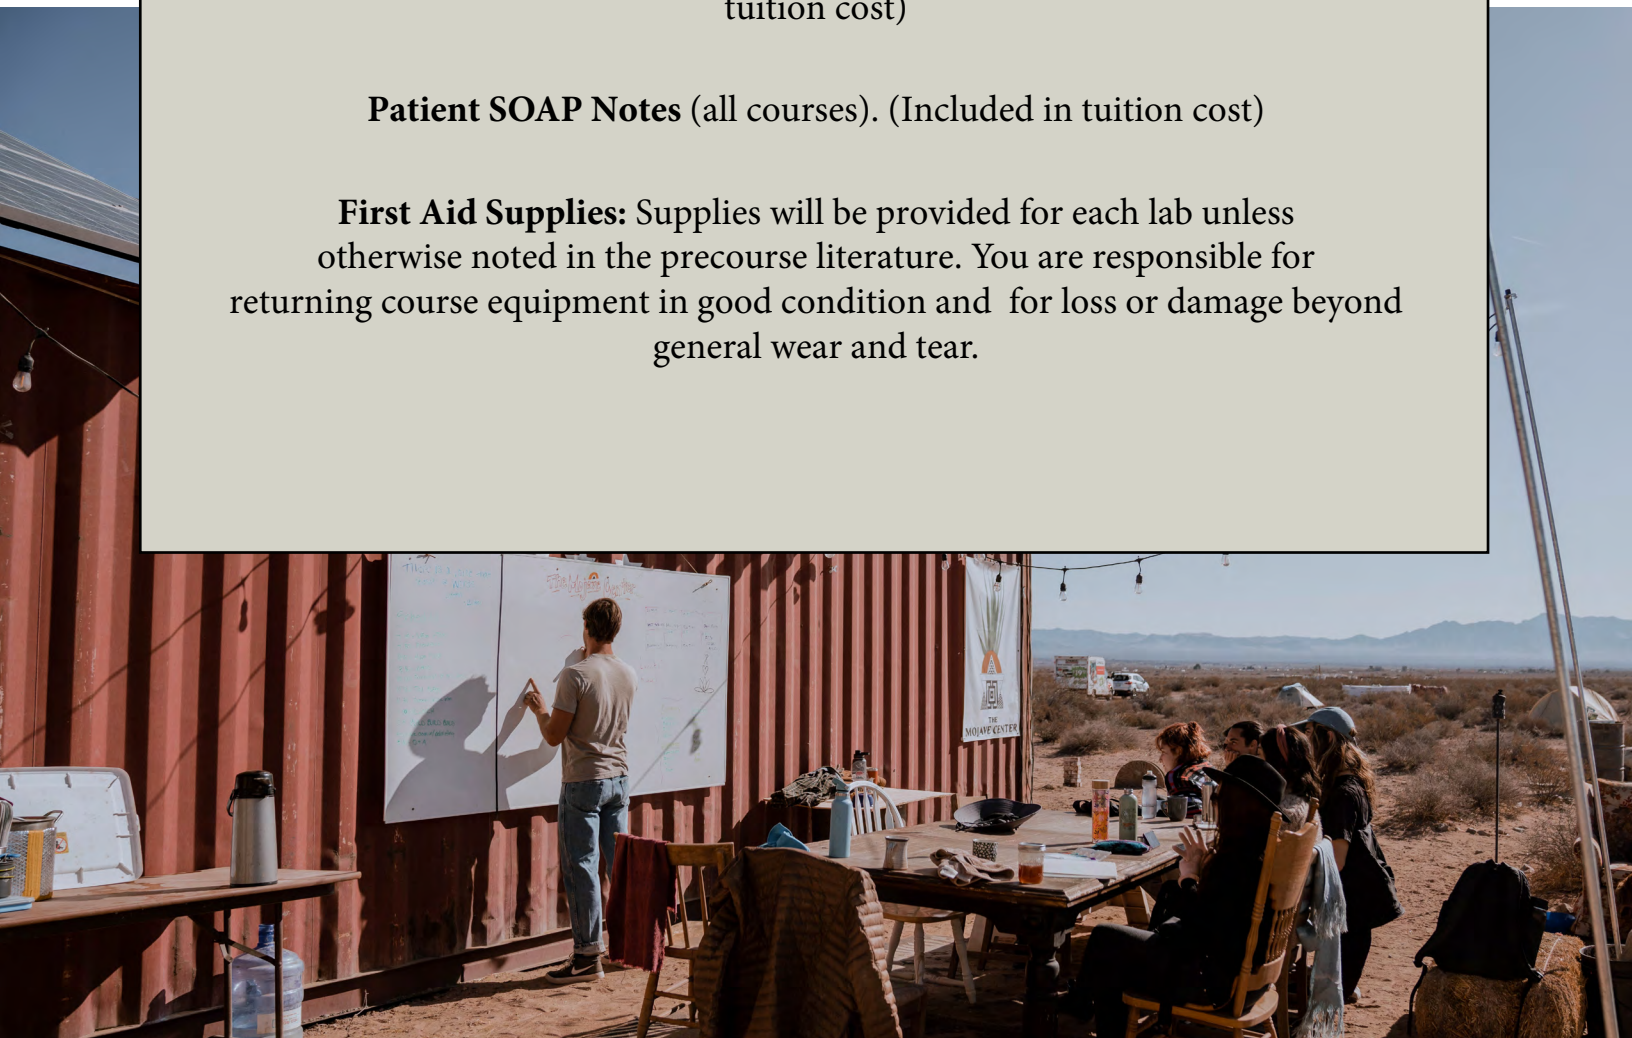 tuition cost)
Patient SOAP Notes (all courses). (Included in tuition cost)
First Aid Supplies: Supplies will be provided for each lab unless
otherwise noted in the precourse literature. You are responsible for
returning course equipment in good condition and  for loss or damage beyond
general wear and tear.
THE
MOJAVE CENTER